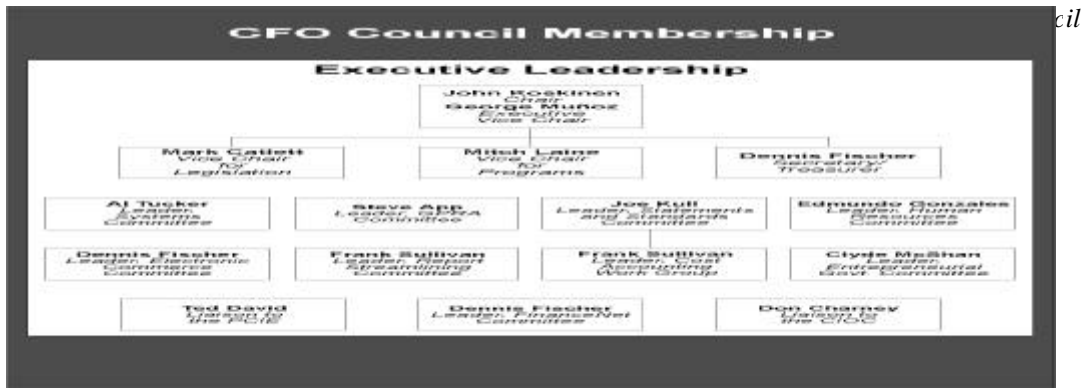 cil
CFO Council Membership
Executive Leadership
John Koskinen
Chair
George Muñoz
Executive
Vice Chair
Mark Catlett
Vice Chair
for
Legislation
Mitch Laine
Vice Chair
for
Programs
Dennis Fischer
Secretary/
Treasurer
Al Tucker
Leader,
Systems
Committee
Steve App
Leader, GPRA
Committee
Joe Kull
Leader, Statements
and Standards
Committee
Edmundo Gonzales
Leader, Human
Resources
Committee
Dennis Fischer
Leader, Electronic
Commerce
Committee
Frank Sullivan
Leader, Report
Streamlining
Committee
Frank Sullivan
Leader, Cost
Accounting
Work Group
Clyde McShan
Leader,
Entrepreneurial
Govt. Committee
Ted David
Liaison to
the PCIE
Dennis Fischer
Leader, FinanceNet
Committee
Don Charney
Liaison to
the CIOC